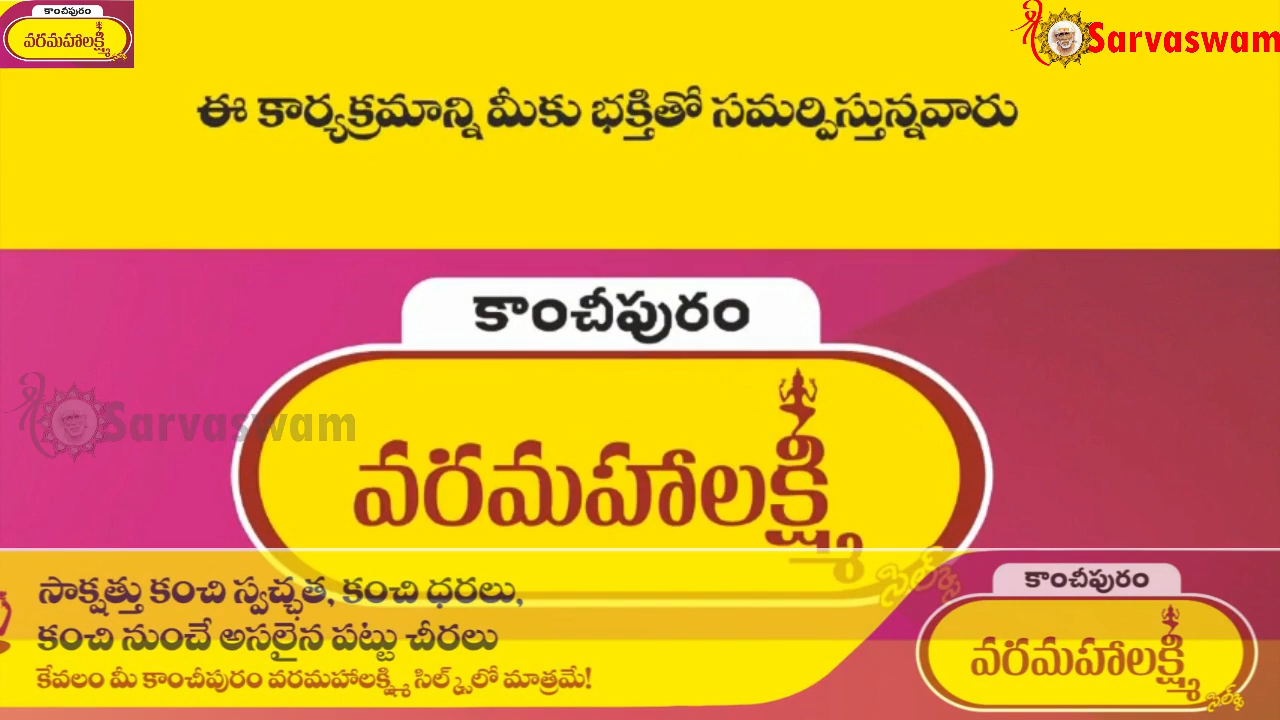 కాంచీపురం
వరమహాలక్ష్మి
శ్రీ Sarvaswam
ఈ కార్యక్రమాన్ని మీకు భక్తితో సమర్పిస్తున్నవారు
కాంచీపురం
వరమహాలక్ష్మి
సిల్క్స్
శ్రీ Sarvaswam
సాక్షత్తు కంచి స్వచ్ఛత, కంచి ధరలు,
కంచి నుంచే అసలైన పట్టు చీరలు
కేవలం మీ కాంచీపురం వరమహాలక్ష్మి సిల్క్స్‌లో మాత్రమే!
కాంచీపురం
వరమహాలక్ష్మి
సిల్క్స్